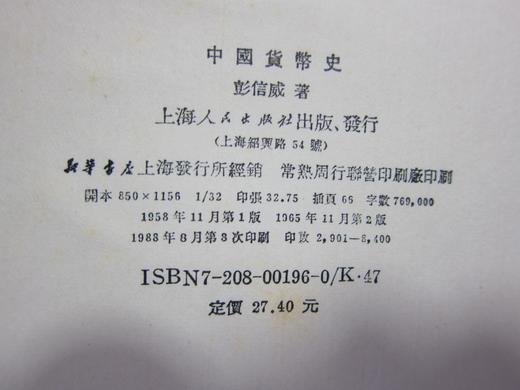 中國貨幣史
彭信威 著
上海人民出版社出版、發行
(上海紹興路 54 號)
新華書店上海發行所經銷 常熟周行聯營印刷廠印刷
開本 850×1156 1/32 印張 32.75 插頁 66 字數 769,000
1958 年 11 月第 1 版 1965 年 11 月第 2 版
1988 年 8 月第 3 次印刷 印數 2,901—8,400
ISBN7-208-00196-0/K·47
定價 27.40 元